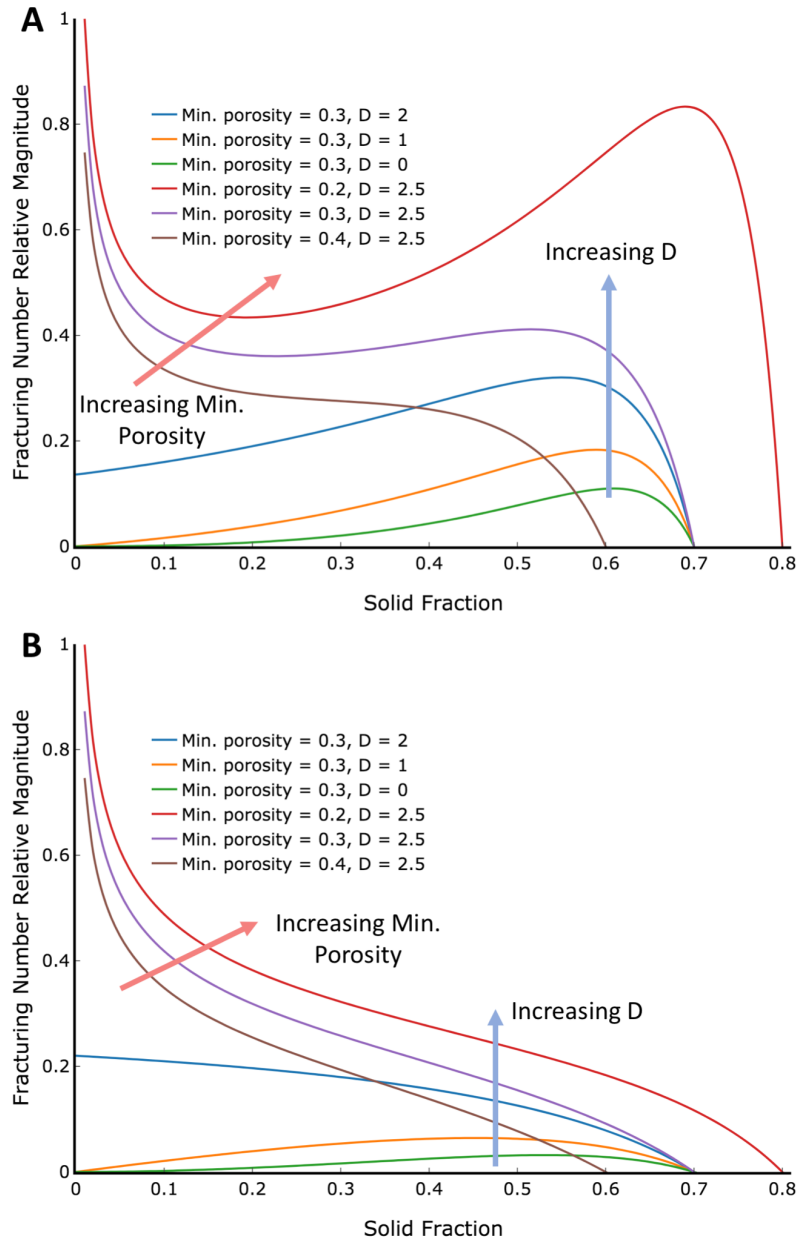 A
Fracturing Number Relative Magnitude
1
0.8
0.6
0.4
0.2
0
Min. porosity = 0.3, D = 2
Min. porosity = 0.3, D = 1
Min. porosity = 0.3, D = 0
Min. porosity = 0.2, D = 2.5
Min. porosity = 0.3, D = 2.5
Min. porosity = 0.4, D = 2.5
Increasing D
Increasing Min.
Porosity
0 0.1 0.2 0.3 0.4 0.5 0.6 0.7 0.8
Solid Fraction
B
Fracturing Number Relative Magnitude
1
0.8
0.6
0.4
0.2
0
Min. porosity = 0.3, D = 2
Min. porosity = 0.3, D = 1
Min. porosity = 0.3, D = 0
Min. porosity = 0.2, D = 2.5
Min. porosity = 0.3, D = 2.5
Min. porosity = 0.4, D = 2.5
Increasing Min.
Porosity
Increasing D
0 0.1 0.2 0.3 0.4 0.5 0.6 0.7 0.8
Solid Fraction